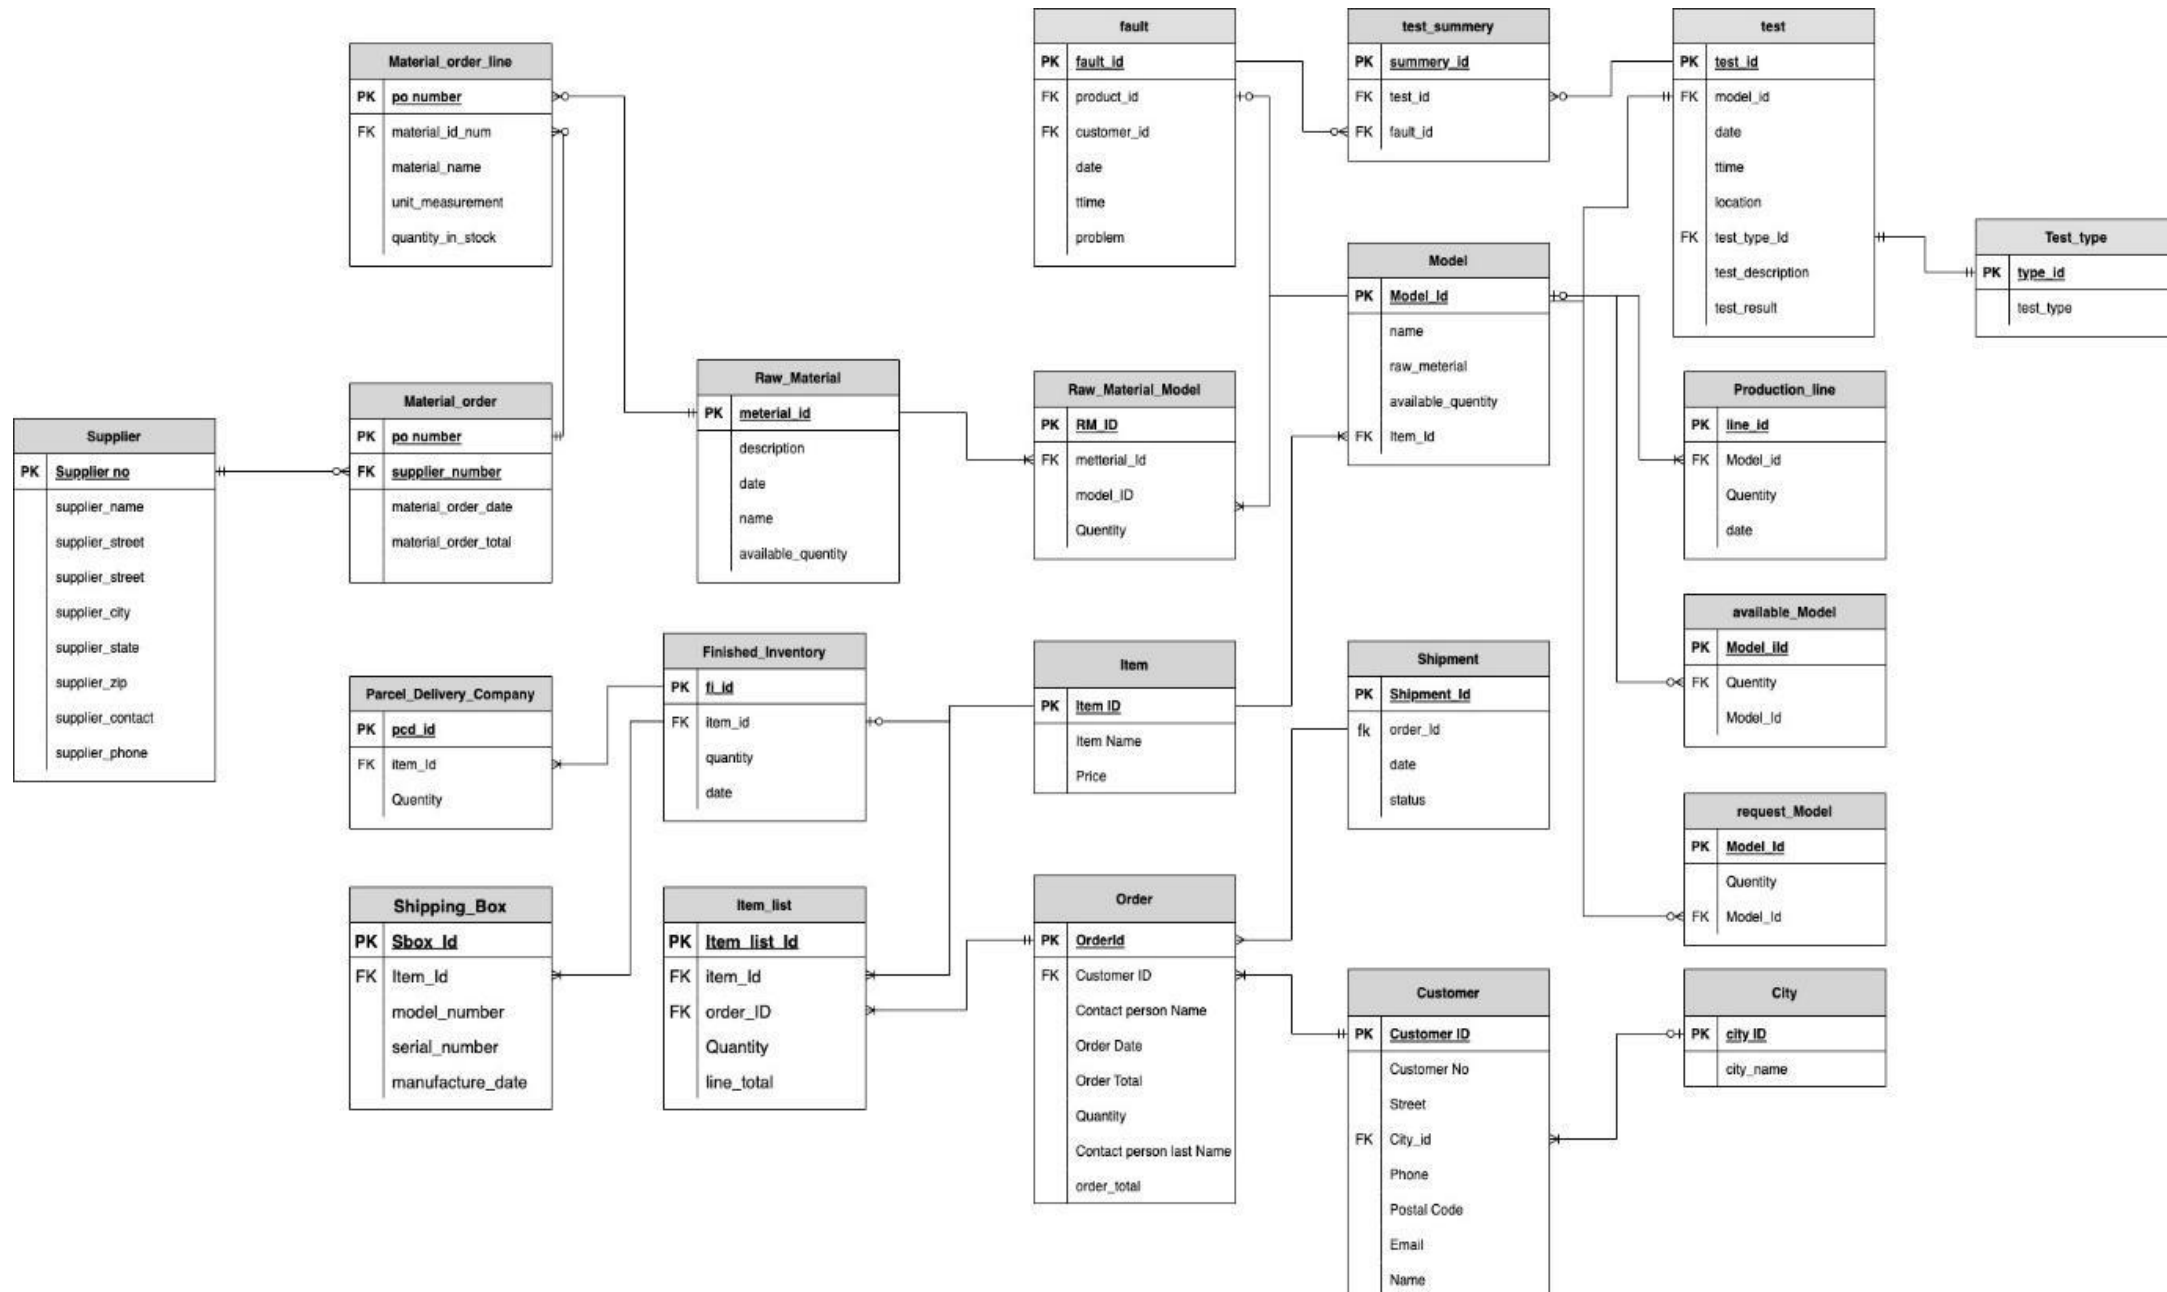 Material_order_line
PK po number
FK material_id_num
material_name
unit_measurement
quantity_in_stock
fault
PK fault_id
FK product_id
FK customer_id
date
ttime
problem
test_summery
PK summery_id
FK test_id
FK fault_id
test
PK test_id
FK model_id
date
ttime
location
FK test_type_Id
test_description
test_result
Test_type
PK type_id
test_type
Model
PK Model_Id
name
raw_meterial
available_quantity
FK Item_Id
Supplier
PK Supplier no
supplier_name
supplier_street
supplier_street
supplier_city
supplier_state
supplier_zip
supplier_contact
supplier_phone
Material_order
PK po number
FK supplier_number
material_order_date
material_order_total
Raw_Material
PK meterial_id
description
date
name
available_quentity
Raw_Material_Model
PK RM_ID
FK metterial_Id
model_ID
Quentity
Production_line
PK line_id
FK Model_id
Quentity
date
Parcel_Delivery_Company
PK pcd_id
FK item_Id
Quentity
Finished_Inventory
PK fi_id
FK item_id
quantity
date
Item
PK Item ID
Item Name
Price
Shipment
PK Shipment_Id
fk order_Id
date
status
available_Model
PK Model_iId
FK Quentity
Model_Id
request_Model
PK Model_Id
Quentity
FK Model_Id
Shipping_Box
PK Sbox_Id
FK Item_Id
model_number
serial_number
manufacture_date
Item_list
PK Item_list_Id
FK item_Id
FK order_ID
Quantity
line_total
Order
PK OrderId
FK Customer ID
Contact person Name
Order Date
Order Total
Quantity
Contact person last Name
order_total
Customer
PK Customer ID
Customer No
Street
FK City_id
Phone
Postal Code
Email
Name
City
PK city ID
city_name